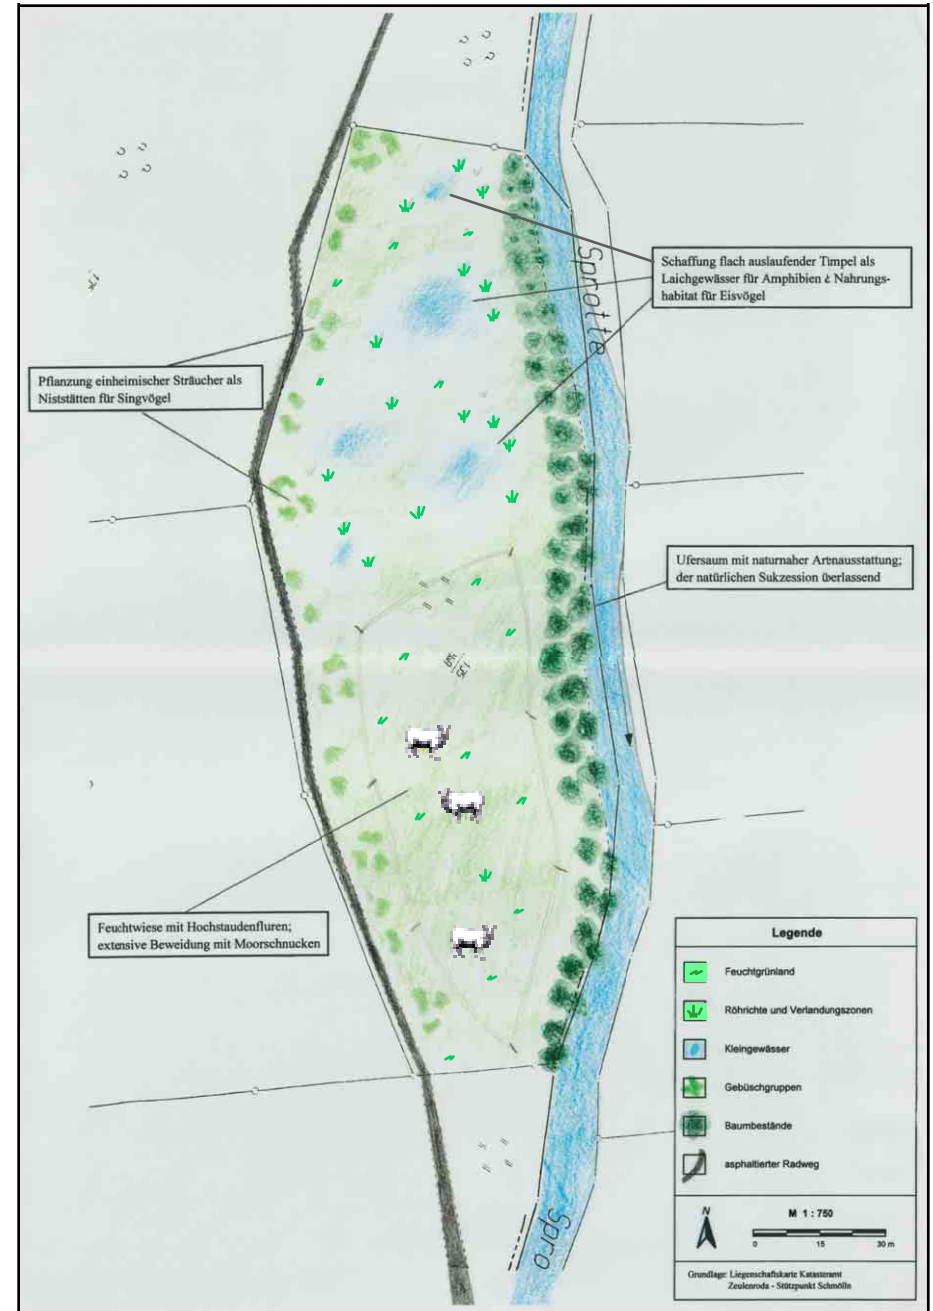 Sprotte
Schaffung flach auslaufender Tümpel als
Laichgewässer für Amphibien & Nahrungs-
habitat für Eisvögel
Pflanzung einheimischer Sträucher als
Niststätten für Singvögel
Ufersaum mit naturnaher Artenausstattung;
der natürlichen Sukzession überlassend
Feuchtwiese mit Hochstaudenfluren;
extensive Beweidung mit Moorschnucken
Legende
Feuchtgrünland
Röhrichte und Verlandungszonen
Kleingewässer
Gebüschgruppen
Baumbestände
asphaltierter Radweg
N
M 1 : 750
0 15 30 m
Grundlage: Liegenschaftskarte Katasteramt
Zeulenroda - Stützpunkt Schmölln
Spro